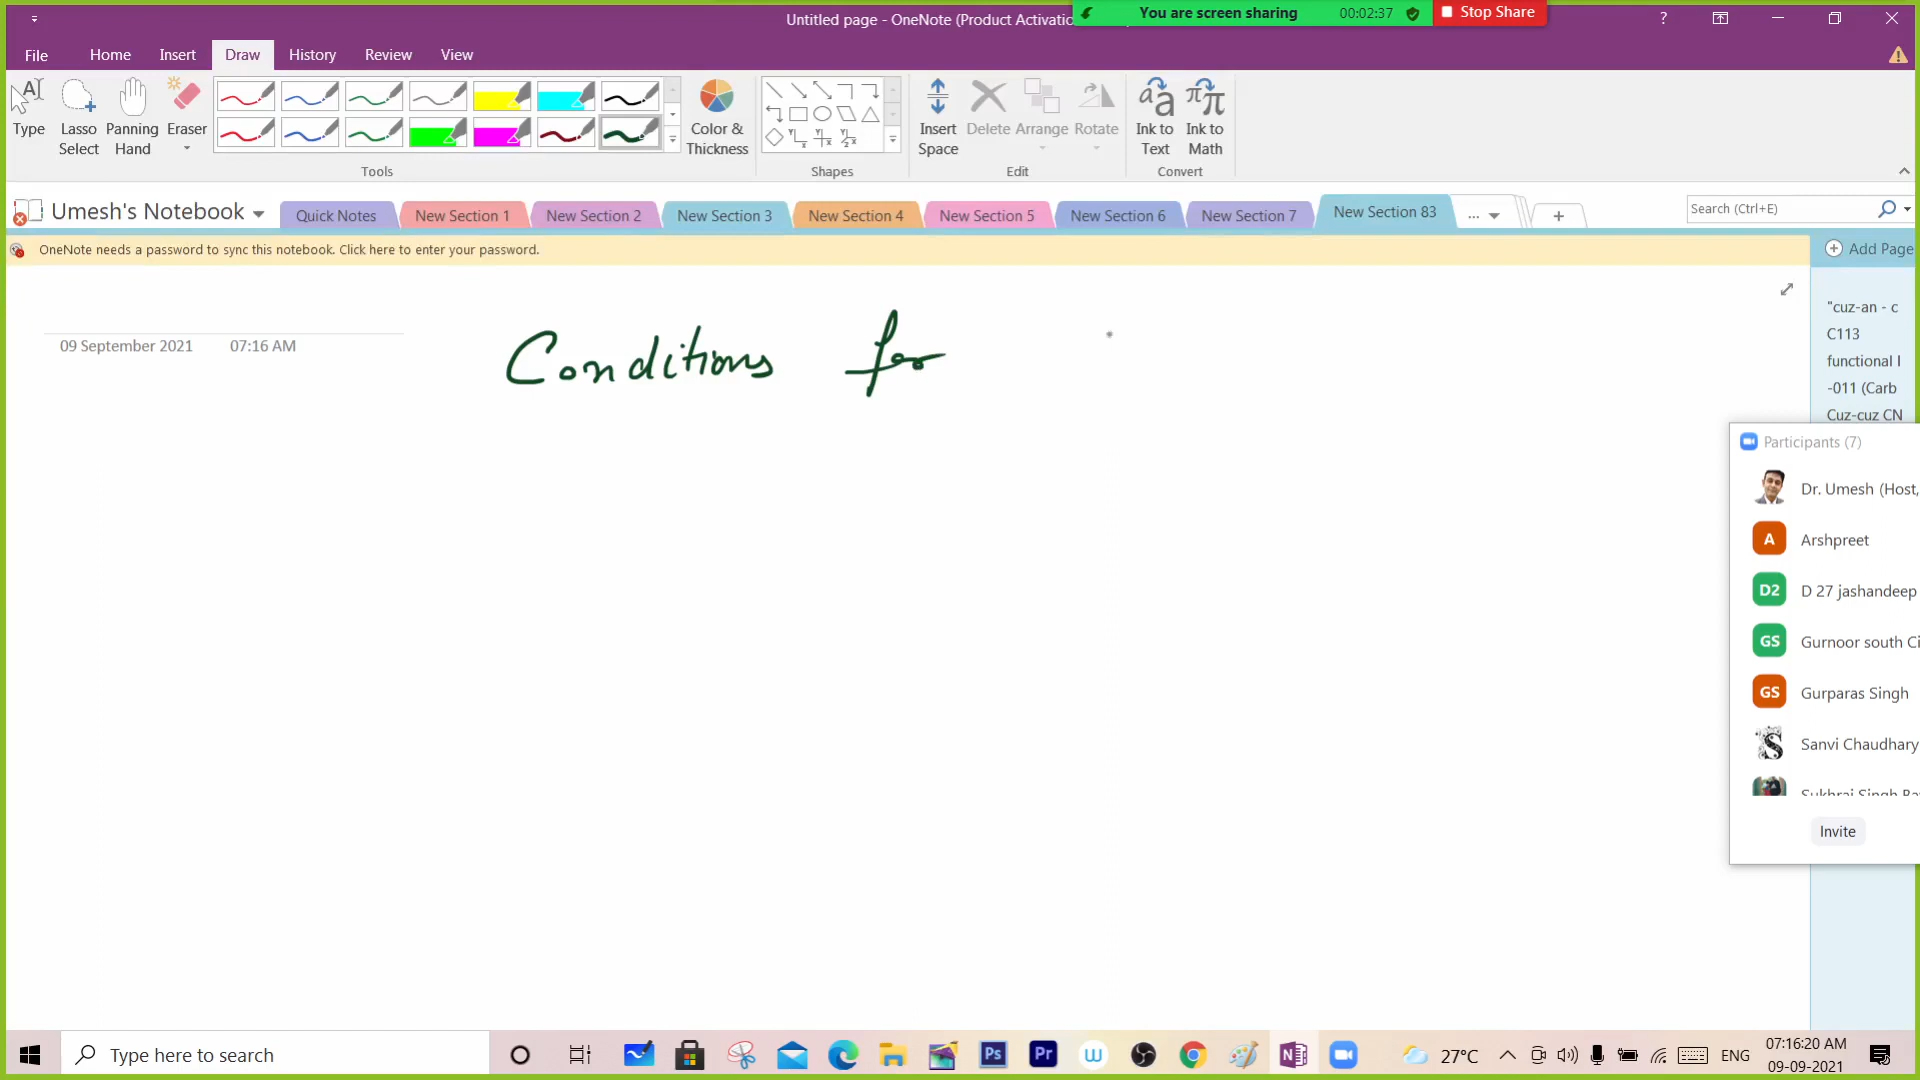 Untitled page - OneNote (Product Activatio
You are screen sharing 00:02:37 Stop Share
?
File Home Insert Draw History Review View
Type
Lasso Select
Panning Hand
Eraser
Color & Thickness
Insert Space
Delete
Arrange
Rotate
Ink to Text
Ink to Math
Tools Shapes Edit Convert
Umesh's Notebook Quick Notes New Section 1 New Section 2 New Section 3 New Section 4 New Section 5 New Section 6 New Section 7 New Section 83 ... + Search (Ctrl+E)
OneNote needs a password to sync this notebook. Click here to enter your password.
Add Page
Conditions for
09 September 2021 07:16 AM
"cuz-an - c
C113
functional I
-011 (Carb
Cuz-cuz CN
Participants (7)
Dr. Umesh (Host,
A Arshpreet
D2 D 27 jashandeep
GS Gurnoor south Ci
GS Gurparas Singh
S Sanvi Chaudhary
Sukhraj Singh
Invite
Type here to search
Ps Pr W N
27°C ENG 07:16:20 AM
09-09-2021